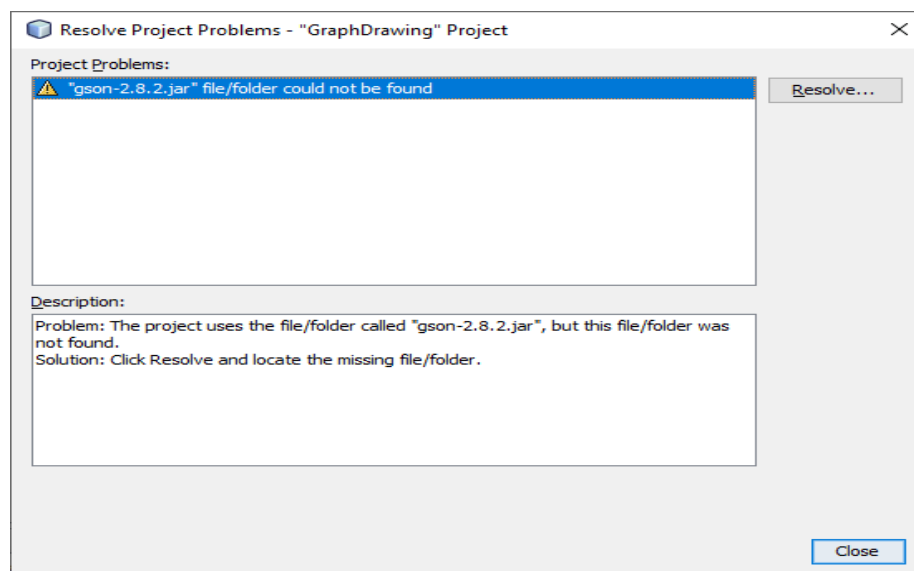 Resolve Project Problems - "GraphDrawing" Project
Project Problems:
"gson-2.8.2.jar" file/folder could not be found
Resolve...
Description:
Problem: The project uses the file/folder called "gson-2.8.2.jar", but this file/folder was
not found.
Solution: Click Resolve and locate the missing file/folder.
Close